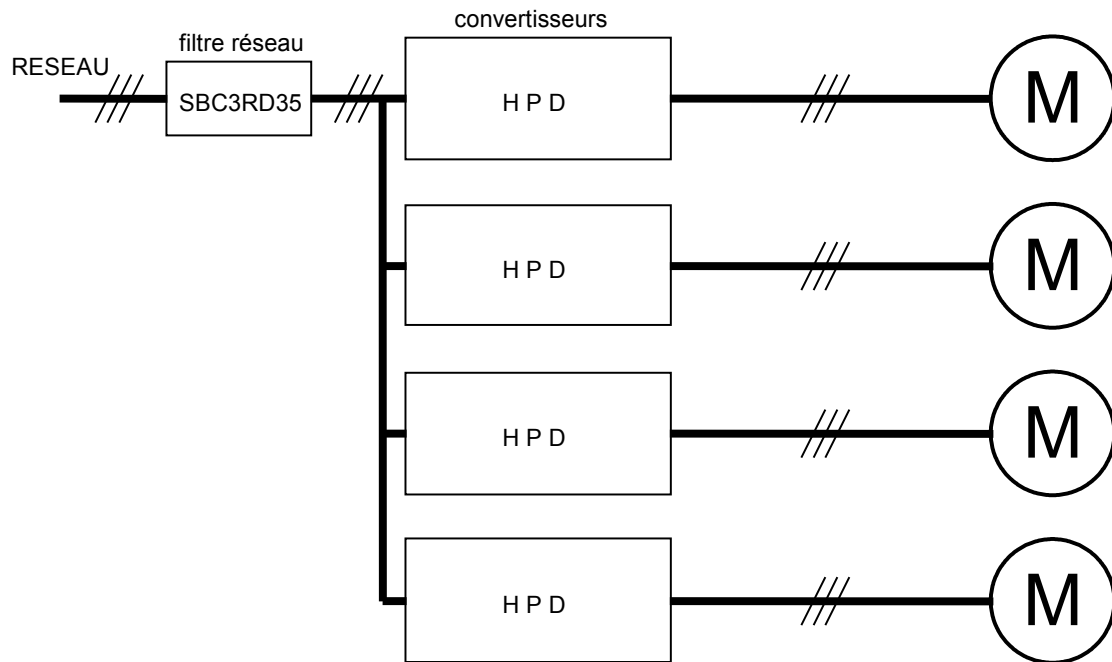 convertisseurs
filtre réseau
RESEAU
SBC3RD35
H P D
M
H P D
M
H P D
M
H P D
M